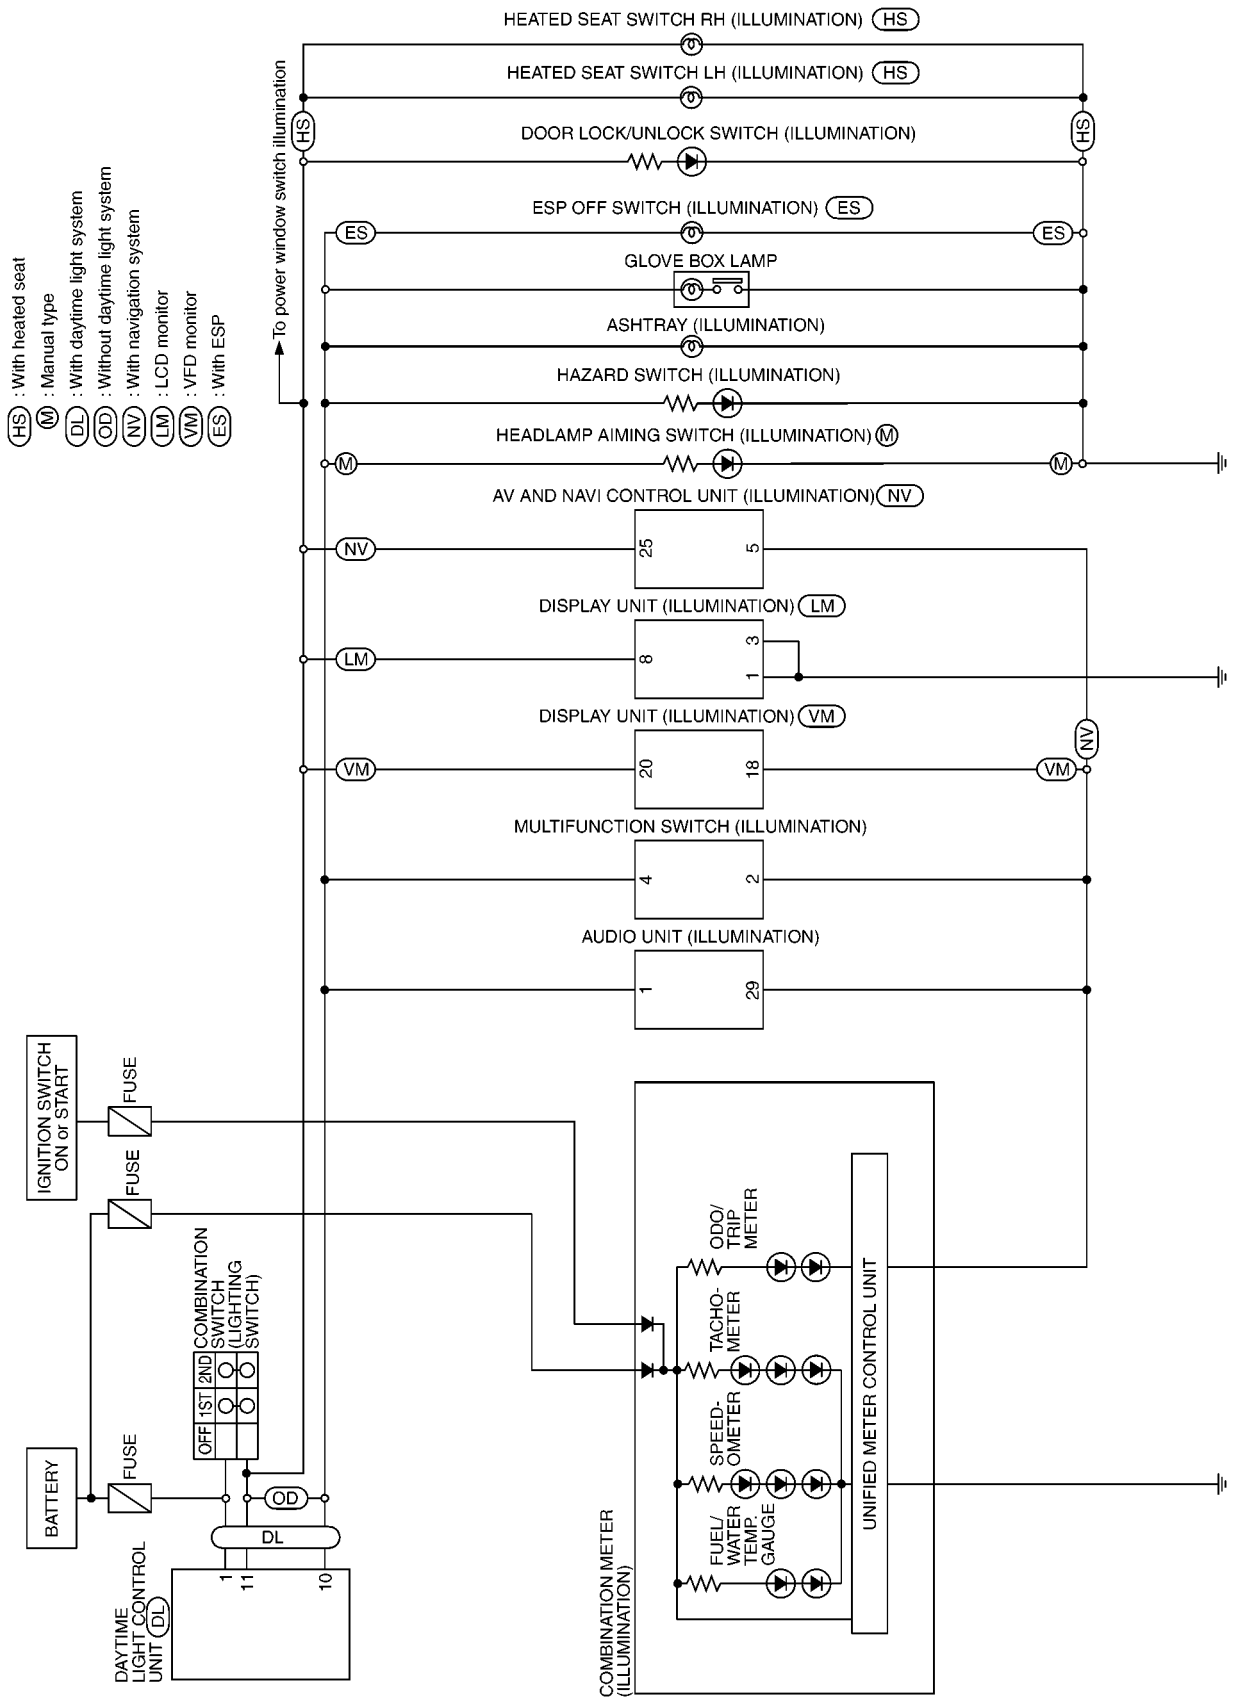 HEATED SEAT SWITCH RH (ILLUMINATION) HS
HEATED SEAT SWITCH LH (ILLUMINATION) HS
HS
HS
DOOR LOCK/UNLOCK SWITCH (ILLUMINATION)
To power window switch illumination
ESP OFF SWITCH (ILLUMINATION) ES
ES
ES
GLOVE BOX LAMP
ASHTRAY (ILLUMINATION)
HAZARD SWITCH (ILLUMINATION)
HEADLAMP AIMING SWITCH (ILLUMINATION) M
M
M
HS : With heated seat
M : Manual type
DL : With daytime light system
OD : Without daytime light system
NV : With navigation system
LM : LCD monitor
VM : VFD monitor
ES : With ESP
AV AND NAVI CONTROL UNIT (ILLUMINATION) NV
NV
25
5
DISPLAY UNIT (ILLUMINATION) LM
LM
8
3
1
DISPLAY UNIT (ILLUMINATION) VM
NV
VM
20
18
VM
MULTIFUNCTION SWITCH (ILLUMINATION)
4
2
AUDIO UNIT (ILLUMINATION)
1
29
IGNITION SWITCH
ON or START
FUSE
FUSE
COMBINATION
SWITCH
(LIGHTING
SWITCH)
OFF 1ST 2ND
BATTERY
FUSE
OD
DL
DAYTIME
LIGHT CONTROL
UNIT DL
1
11
10
COMBINATION METER
(ILLUMINATION)
ODO/
TRIP
METER
TACHO-
METER
SPEED-
OMETER
FUEL/
WATER
TEMP.
GAUGE
UNIFIED METER CONTROL UNIT